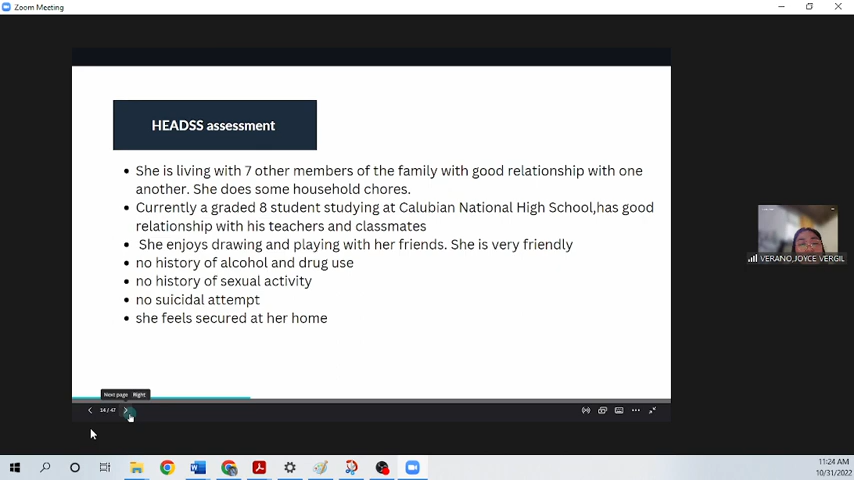 Zoom Meeting
HEADSS assessment
• She is living with 7 other members of the family with good relationship with one
another. She does some household chores.
• Currently a graded 8 student studying at Calubian National High School,has good
relationship with his teachers and classmates
• She enjoys drawing and playing with her friends. She is very friendly
• no history of alcohol and drug use
• no history of sexual activity
• no suicidal attempt
• she feels secured at her home
VERANO,JOYCE VERGIL
Next page Right
14 / 47
11:24 AM
10/31/2022